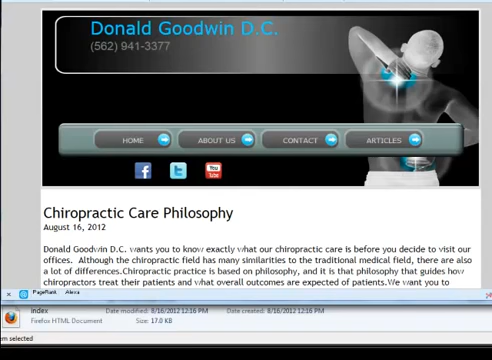 Donald Goodwin D.C.
(562) 941-3377
HOME
ABOUT US
CONTACT
ARTICLES
f
t
You
Tube
Chiropractic Care Philosophy
August 16, 2012
Donald Goodwin D.C. wants you to know exactly what our chiropractic care is before you decide to visit our
offices. Although the chiropractic field has many similarities to the traditional medical field, there are also
a lot of differences.Chiropractic practice is based on philosophy, and it is that philosophy that guides how
chiropractors treat their patients and what overall outcomes are expected of patients.We want you to
PageRank Alexa
index Date modified: 8/16/2012 12:16 PM Date created: 8/16/2012 12:16 PM
Firefox HTML Document Size: 17.0 KB
em selected